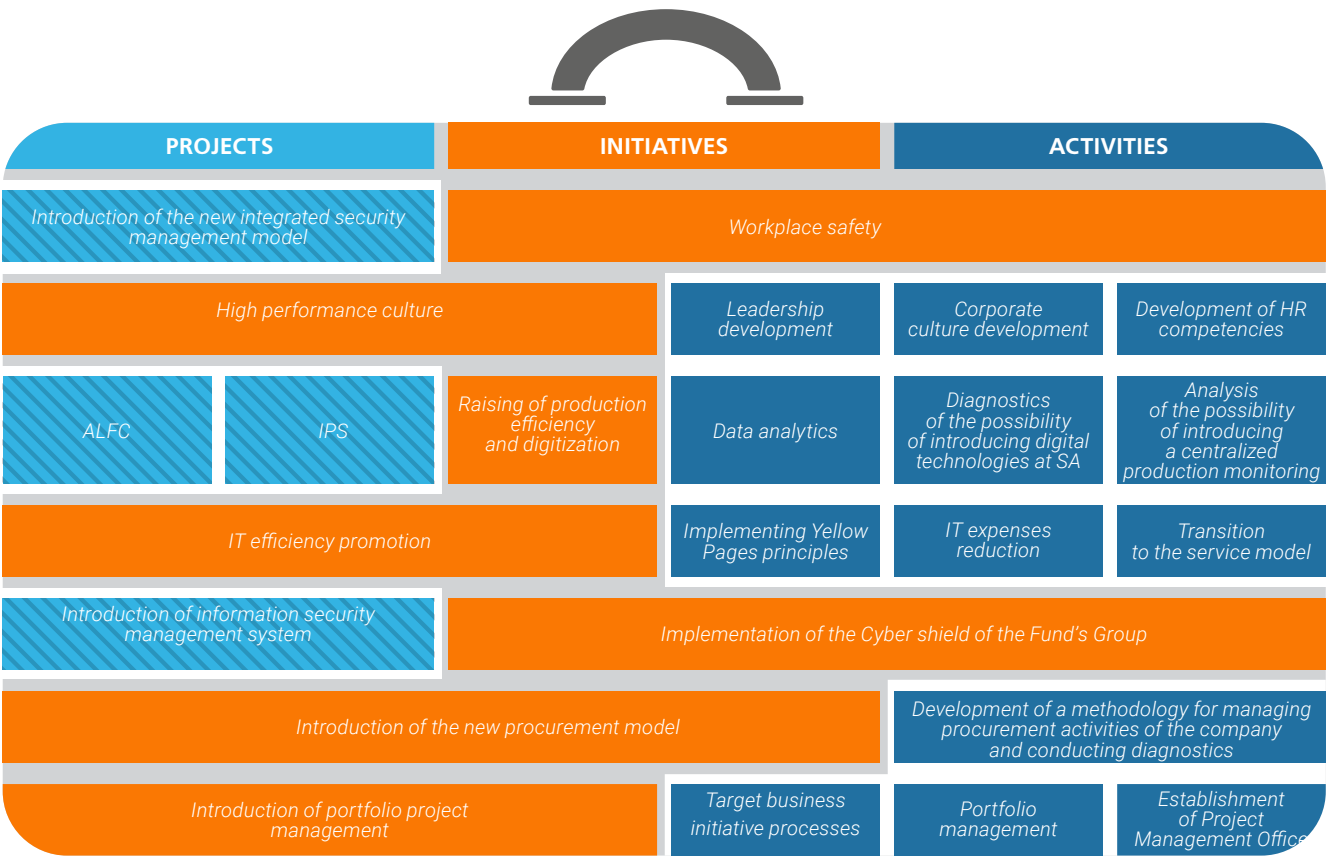 PROJECTS
INITIATIVES
ACTIVITIES
Introduction of the new integrated security
management model
Workplace safety
High performance culture
Leadership
development
Corporate
culture development
Development of HR
competencies
ALFC
IPS
Raising of production
efficiency
and digitization
Data analytics
Diagnostics
of the possibility
of introducing digital
technologies at SA
Analysis
of the possibility
of introducing
a centralized
production monitoring
IT efficiency promotion
Implementing Yellow
Pages principles
IT expenses
reduction
Transition
to the service model
Introduction of information security
management system
Implementation of the Cyber shield of the Fund's Group
Introduction of the new procurement model
Development of a methodology for managing
procurement activities of the company
and conducting diagnostics
Introduction of portfolio project
management
Target business
initiative processes
Portfolio
management
Establishment
of Project
Management Office